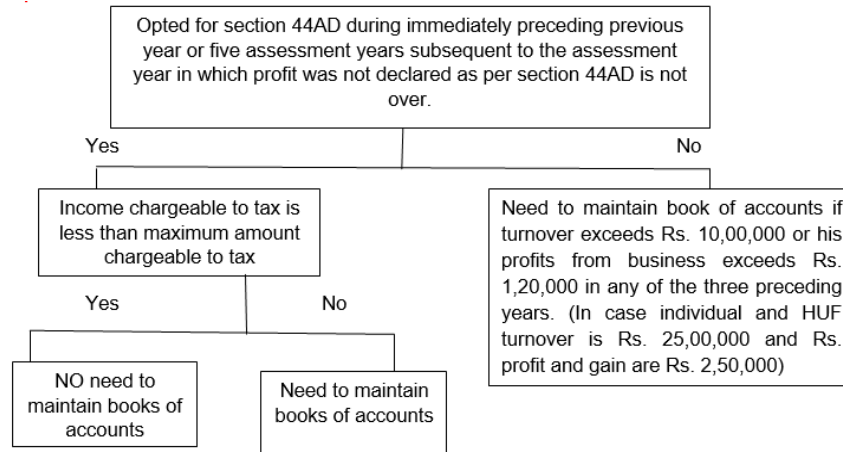 Opted for section 44AD during immediately preceding previous
year or five assessment years subsequent to the assessment
year in which profit was not declared as per section 44AD is not
over.
Yes
No
Income chargeable to tax is
less than maximum amount
chargeable to tax
Need to maintain book of accounts if
turnover exceeds Rs. 10,00,000 or his
profits from business exceeds Rs.
1,20,000 in any of the three preceding
years. (In case individual and HUF
turnover is Rs. 25,00,000 and Rs.
profit and gain are Rs. 2,50,000)
Yes
No
NO need to
maintain books of
accounts
Need to maintain
books of accounts